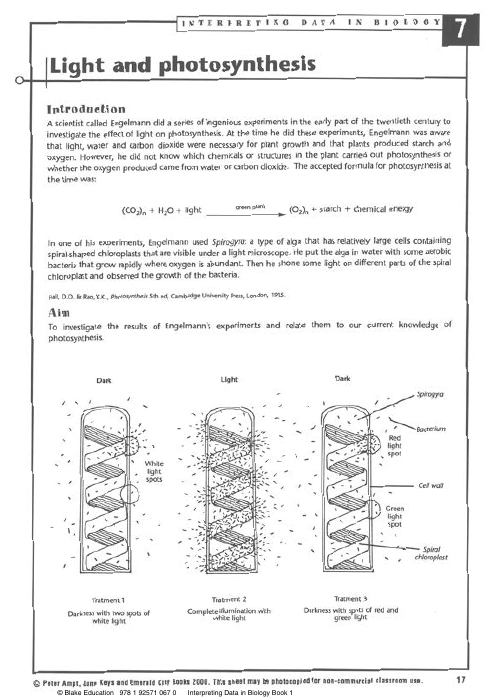 INTERPRETING DATA IN BIOLOGY
7
Light and photosynthesis
Introduction
A scientist called Engelmann did a series of ingenious experiments in the early part of the twentieth century to
investigate the effect of light on photosynthesis. At the time he did these experiments, Engelmann was aware
that light, water and carbon dioxide were necessary for plant growth and that plants produced starch and
oxygen. However, he did not know which chemicals or structures in the plant carried out photosynthesis or
whether the oxygen produced came from water or carbon dioxide. The accepted formula for photosynthesis at
the time was:
(CO₂)ₙ + H₂O + light green plant (O₂)ₙ + starch + chemical energy
In one of his experiments, Engelmann used Spirogyra: a type of alga that has relatively large cells containing
spiral shaped chloroplasts that are visible under a light microscope. He put the alga in water with some aerobic
bacteria that grow rapidly where oxygen is abundant. Then he shone some light on different parts of the spiral
chloroplast and observed the growth of the bacteria.
Hall, D.O. & Rao, Y.K., Photosynthesis 5th ed, Cambridge University Press, London, 1995.
Aim
To investigate the results of Engelmann's experiments and relate them to our current knowledge of
photosynthesis.
Dark
Light
Dark
Spirogyra
Bacterium
Red
light
spot
White
light
spots
Cell wall
Green
light
spot
Spiral
chloroplast
Tratment 1
Tratment 2
Tratment 3
Darkness with two spots of
white light
Complete illumination with
white light
Darkness with spots of red and
green light
© Peter Ampt, Jane Keys and Emerald City Books 2000. This sheet may be photocopied for non-commercial classroom use.
17
© Blake Education 978 1 92571 067 0 Interpreting Data in Biology Book 1